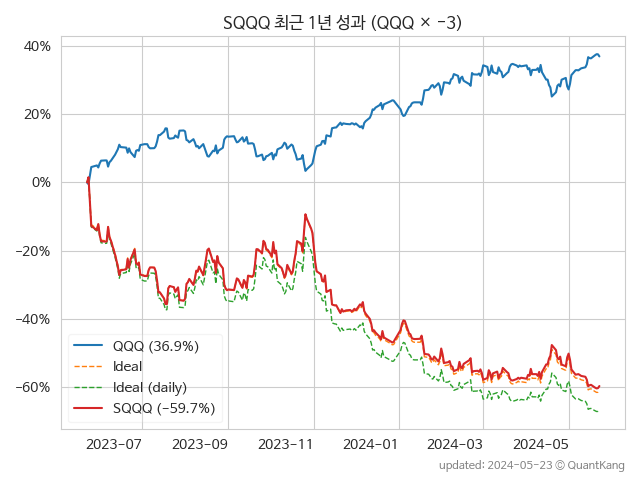 SQQQ 최근 1년 성과 (QQQ × −3)
40%
20%
0%
−20%
−40%
−60%
QQQ (36.9%)
Ideal
Ideal (daily)
SQQQ (−59.7%)
2023-07
2023-09
2023-11
2024-01
2024-03
2024-05
updated: 2024-05-23 ⓒ QuantKang